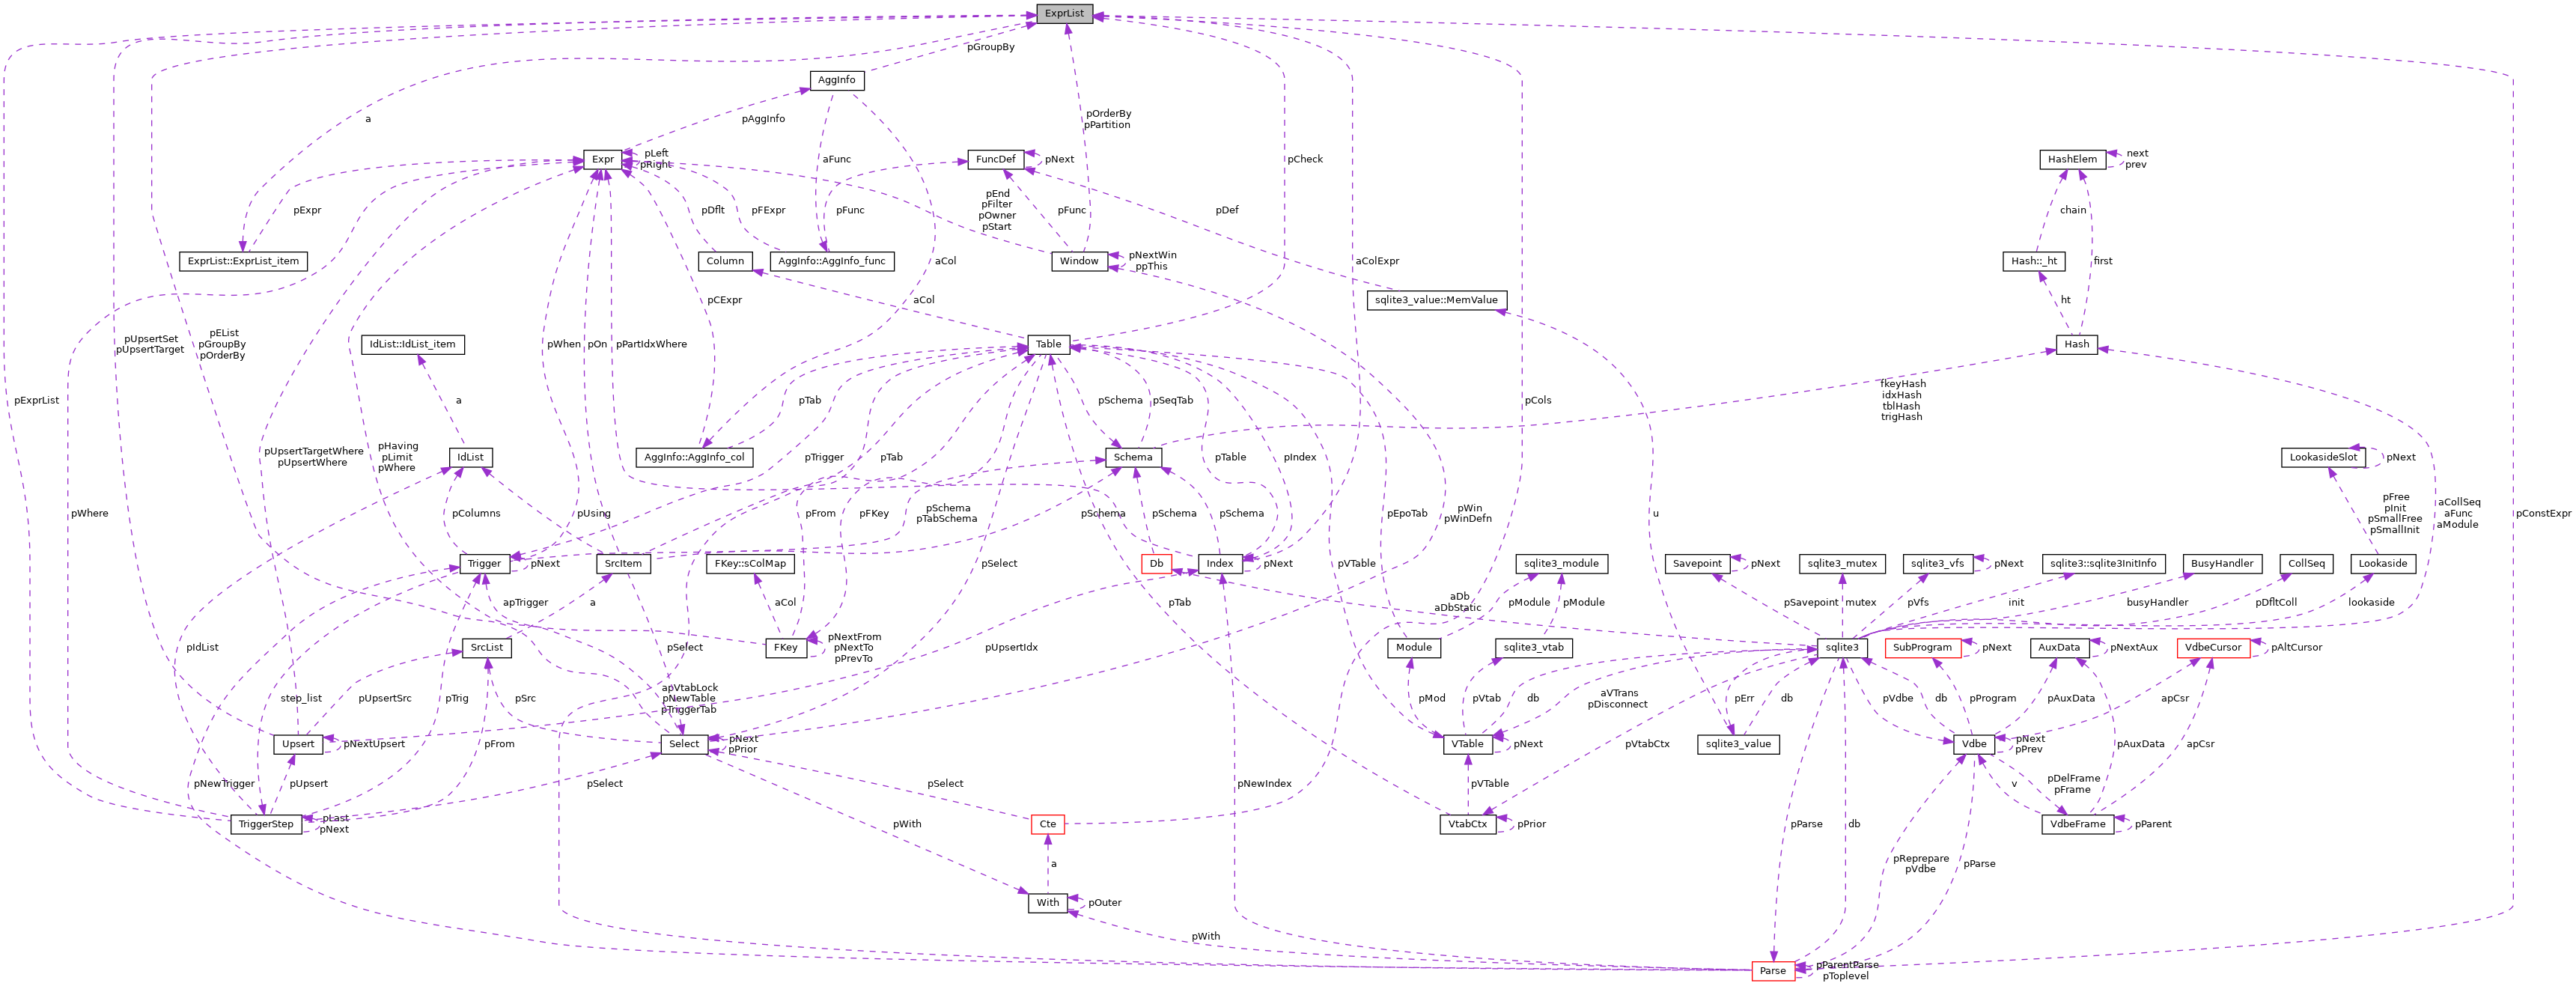 ExprList
pGroupBy
AggInfo
a
pAggInfo
pOrderBy
pPartition
Expr
pLeft
pRight
aFunc
FuncDef
pNext
pCheck
HashElem
next
prev
pExpr
pDflt
pFExpr
pFunc
pEnd
pFilter
pOwner
pStart
pFunc
pDef
chain
ExprList::ExprList_item
Column
AggInfo::AggInfo_func
aCol
Window
pNextWin
ppThis
aColExpr
Hash::_ht
first
pCExpr
aCol
sqlite3_value::MemValue
ht
pUpsertSet
pUpsertTarget
pEList
pGroupBy
pOrderBy
IdList::IdList_item
pWhen
pOn
pPartIdxWhere
Table
Hash
pExprList
a
pTab
pSchema
pSeqTab
pCols
fkeyHash
idxHash
tblHash
trigHash
pUpsertTargetWhere
pUpsertWhere
pHaving
pLimit
pWhere
IdList
AggInfo::AggInfo_col
pTrigger
pTab
Schema
pTable
pIndex
LookasideSlot
pNext
pWhere
pColumns
pUsing
pFrom
pFKey
pSchema
pTabSchema
pSchema
pSchema
pSchema
pEpoTab
pWin
pWinDefn
u
pFree
pInit
pSmallFree
pSmallInit
aCollSeq
aFunc
aModule
pConstExpr
Trigger
pNext
SrcItem
FKey::sColMap
pSelect
Db
Index
pNext
pVTable
sqlite3_module
Savepoint
pNext
sqlite3_mutex
sqlite3_vfs
pNext
sqlite3::sqlite3InitInfo
BusyHandler
CollSeq
Lookaside
apTrigger
a
aCol
pTab
aDb
aDbStatic
pModule
pModule
pSavepoint
mutex
pVfs
init
busyHandler
pDfltColl
lookaside
pIdList
SrcList
pSelect
FKey
pNextFrom
pNextTo
pPrevTo
pUpsertIdx
Module
sqlite3_vtab
sqlite3
SubProgram
pNext
AuxData
pNextAux
VdbeCursor
pAltCursor
step_list
pUpsertSrc
pTrig
pSrc
apVtabLock
pNewTable
pTriggerTab
pMod
pVtab
db
aVTrans
pDisconnect
pErr
db
pVdbe
db
pProgram
pAuxData
apCsr
Upsert
pNextUpsert
pFrom
Select
pNext
pPrior
VTable
pNext
pVtabCtx
sqlite3_value
Vdbe
pNext
pPrev
pAuxData
apCsr
pNewTrigger
pUpsert
pSelect
pSelect
pNewIndex
pVTable
v
pDelFrame
pFrame
TriggerStep
pLast
pNext
pWith
Cte
VtabCtx
pPrior
pParse
db
VdbeFrame
pParent
a
pReprepare
pVdbe
pParse
With
pOuter
pWith
Parse
pParentParse
pToplevel